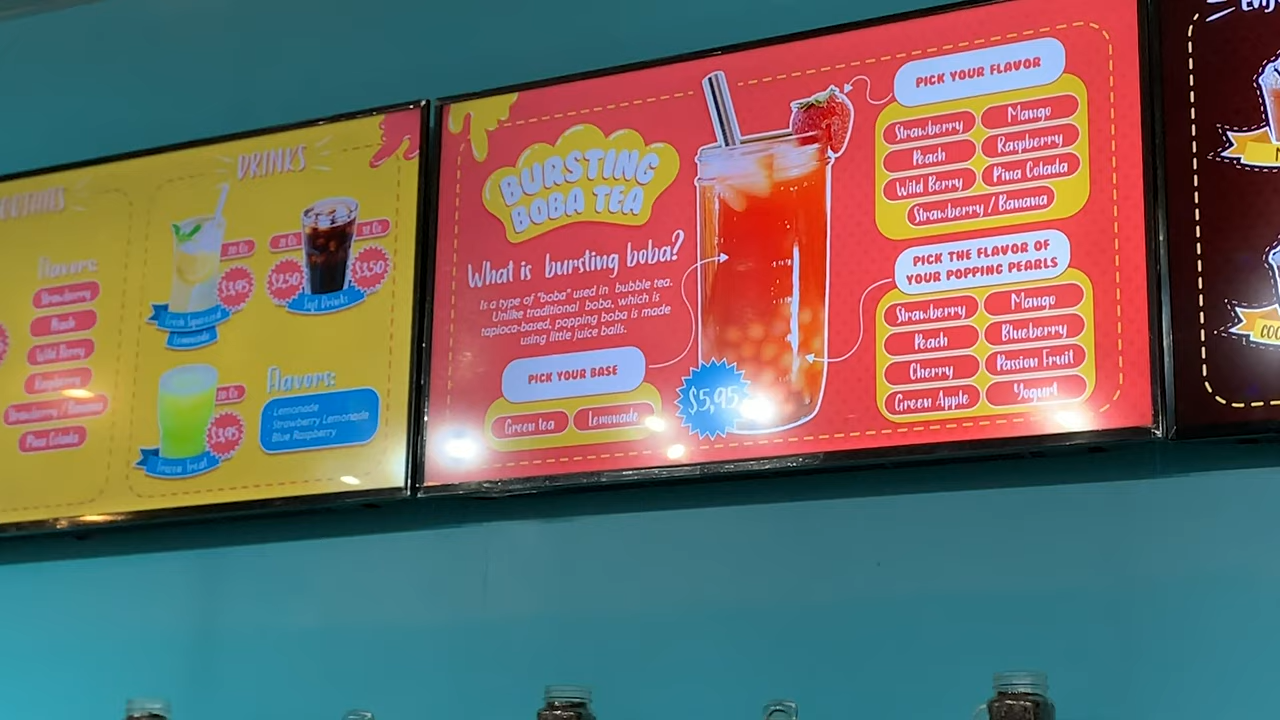 DRINKS
Flavors:
Strawberry
Peach
Wild Berry
Raspberry
Strawberry / Banana
Pina Colada
20 Oz
$3,95
Fresh Squeezed
Lemonade
$2,50
$3,50
32 Oz
Soft Drinks
20 Oz
$3,95
Frozen Treat
Flavors:
- Lemonade
- Strawberry Lemonade
- Blue Raspberry
BURSTING
BOBA TEA
What is bursting boba?
Is a type of "boba" used in bubble tea.
Unlike traditional boba, which is
tapioca-based, popping boba is made
using little juice balls.
PICK YOUR BASE
Green tea
Lemonade
$5,95
PICK YOUR FLAVOR
Strawberry
Mango
Peach
Raspberry
Wild Berry
Pina Colada
Strawberry / Banana
PICK THE FLAVOR OF
YOUR POPPING PEARLS
Strawberry
Mango
Peach
Blueberry
Cherry
Passion Fruit
Green Apple
Yogurt